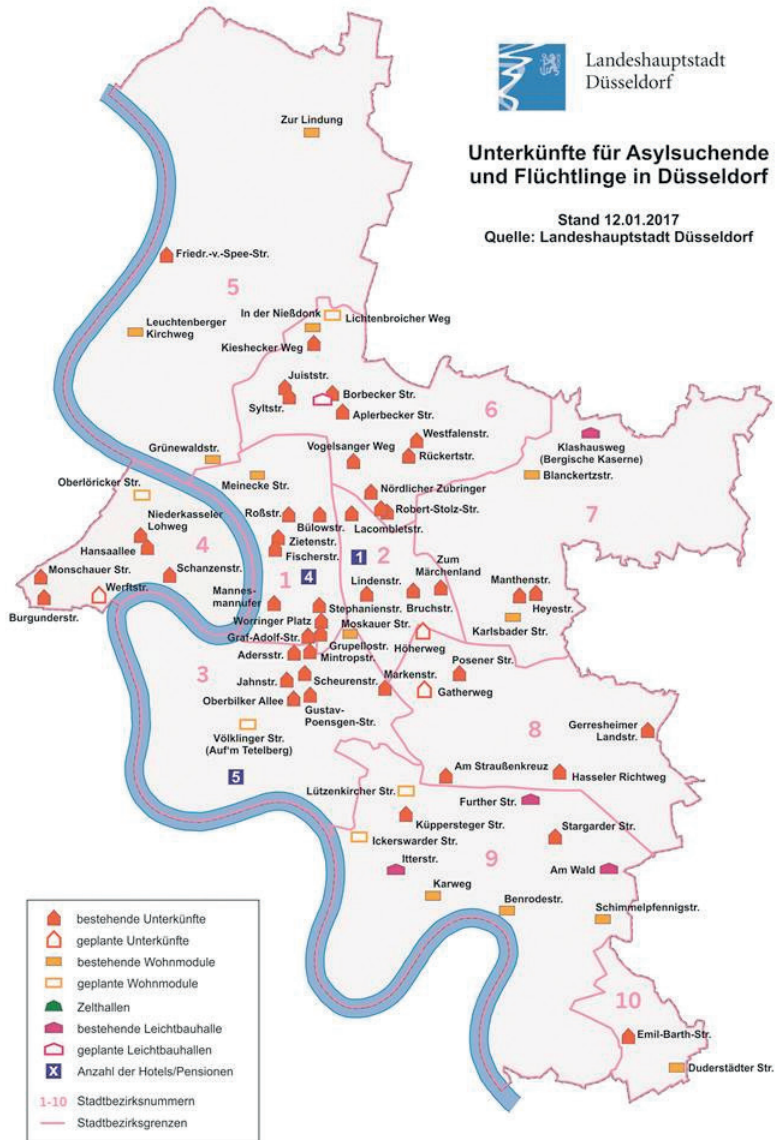 Landeshauptstadt
Düsseldorf
Unterkünfte für Asylsuchende
und Flüchtlinge in Düsseldorf
Stand 12.01.2017
Quelle: Landeshauptstadt Düsseldorf
Zur Lindung
Friedr.-v.-Spee-Str.
5
In der Nießdonk
Lichtenbroicher Weg
Leuchtenberger
Kirchweg
Kieshecker Weg
Juiststr.
Borbecker Str.
Syltstr.
Aplerbecker Str.
6
Westfalenstr.
Klashausweg
(Bergische Kaserne)
Vogelsanger Weg
Rückertstr.
Grünewaldstr.
Blanckertzstr.
Meinecke Str.
Oberlöricker Str.
Nördlicher Zubringer
Robert-Stolz-Str.
7
Niederkasseler
Lohweg
Roßstr.
Bülowstr.
Lacombletstr.
Hansaallee
4
Zietenstr.
Fischerstr.
1
2
Zum
Märchenland
Monschauer Str.
Schanzenstr.
1
4
Lindenstr.
Manthenstr.
Burgunderstr.
Werftstr.
Mannes-
mannufer
Stephanienstr.
Bruchstr.
Heyestr.
Worringer Platz
Moskauer Str.
Karlsbader Str.
Graf-Adolf-Str.
Grupellostr.
Höherweg
Adersstr.
Mintropstr.
Posener Str.
3
Jahnstr.
Scheurenstr.
Markenstr.
Gatherweg
Oberbilker Allee
Gustav-
Poensgen-Str.
Gerresheimer
Landstr.
Völklinger Str.
(Auf'm Tetelberg)
8
Am Straußenkreuz
Hasseler Richtweg
5
Lützenkircher Str.
Further Str.
Küppersteger Str.
Stargarder Str.
Ickerswarder Str.
9
Itterstr.
Am Wald
Karweg
Benrodestr.
Schimmelpfennigstr.
10
Emil-Barth-Str.
Duderstädter Str.
bestehende Unterkünfte
geplante Unterkünfte
bestehende Wohnmodule
geplante Wohnmodule
Zelthallen
bestehende Leichtbauhalle
geplante Leichtbauhallen
X Anzahl der Hotels/Pensionen
1-10 Stadtbezirksnummern
Stadtbezirksgrenzen